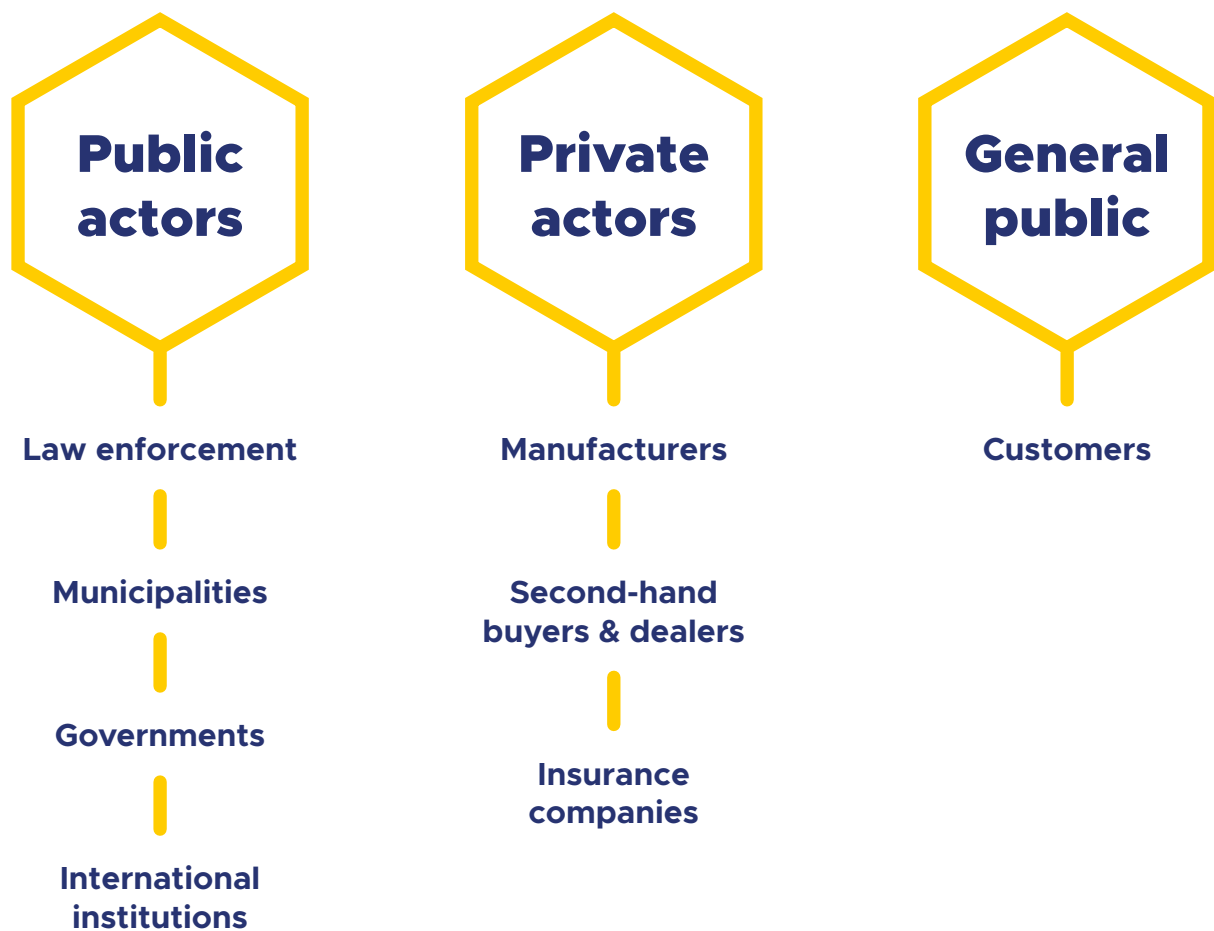 Public
actors
Law enforcement
Municipalities
Governments
International
institutions
Private
actors
Manufacturers
Second-hand
buyers & dealers
Insurance
companies
General
public
Customers